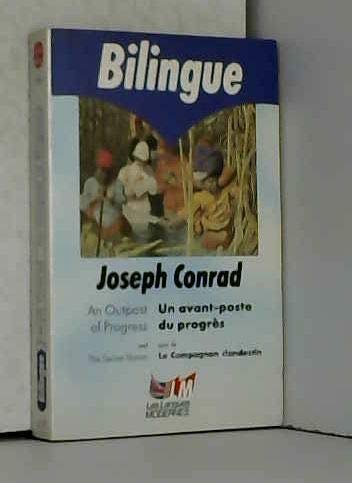 Bilingue
Joseph Conrad
An Outpost Un avant-poste
of Progress du progrès
and suivi de
The Secret Sharer Le Compagnon clandestin
LM
Les Langues
MODERNES